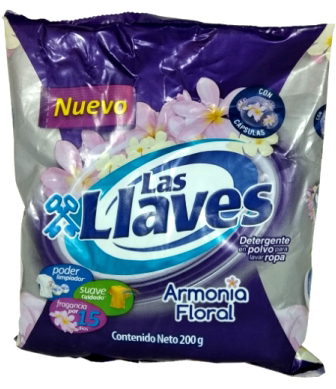 Nuevo
CON
CÁPSULAS
Las
Llaves
Detergente
en polvo para
lavar ropa
poder
limpiador
suave
cuidado
fragancia
por 15
días
Armonía
Floral
Contenido Neto 200 g